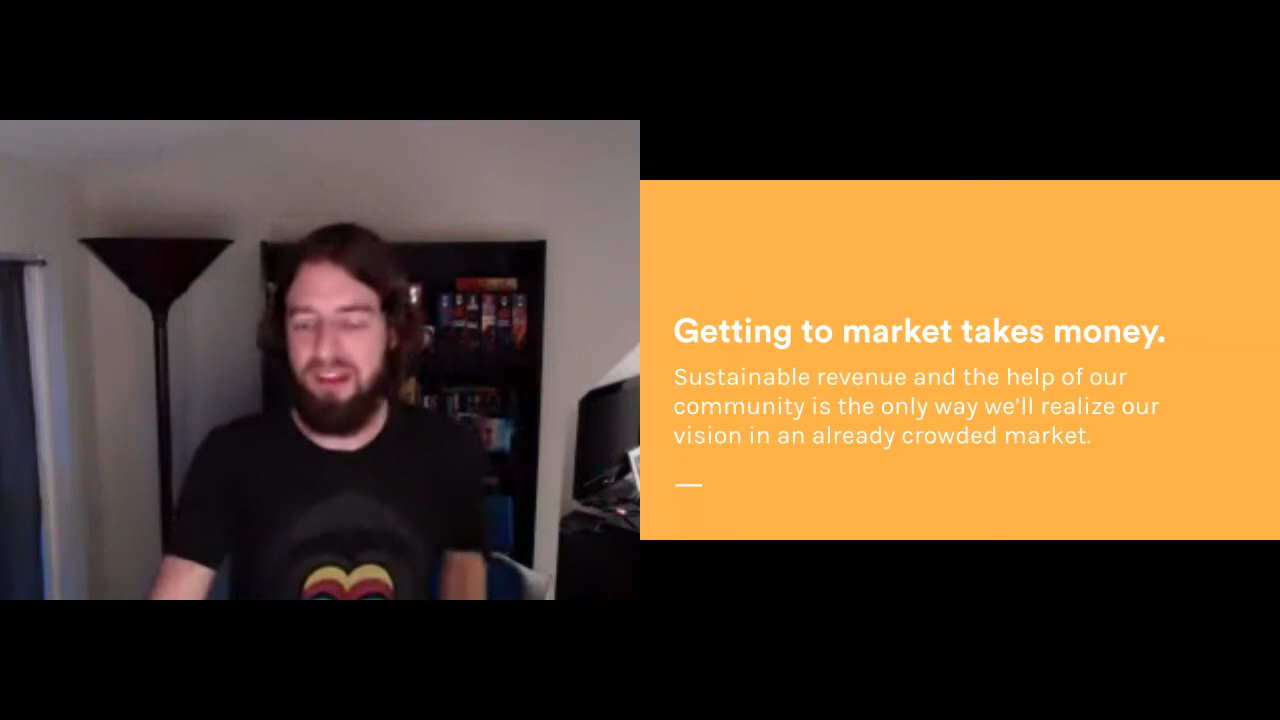 Getting to market takes money.
Sustainable revenue and the help of our
community is the only way we’ll realize our
vision in an already crowded market.